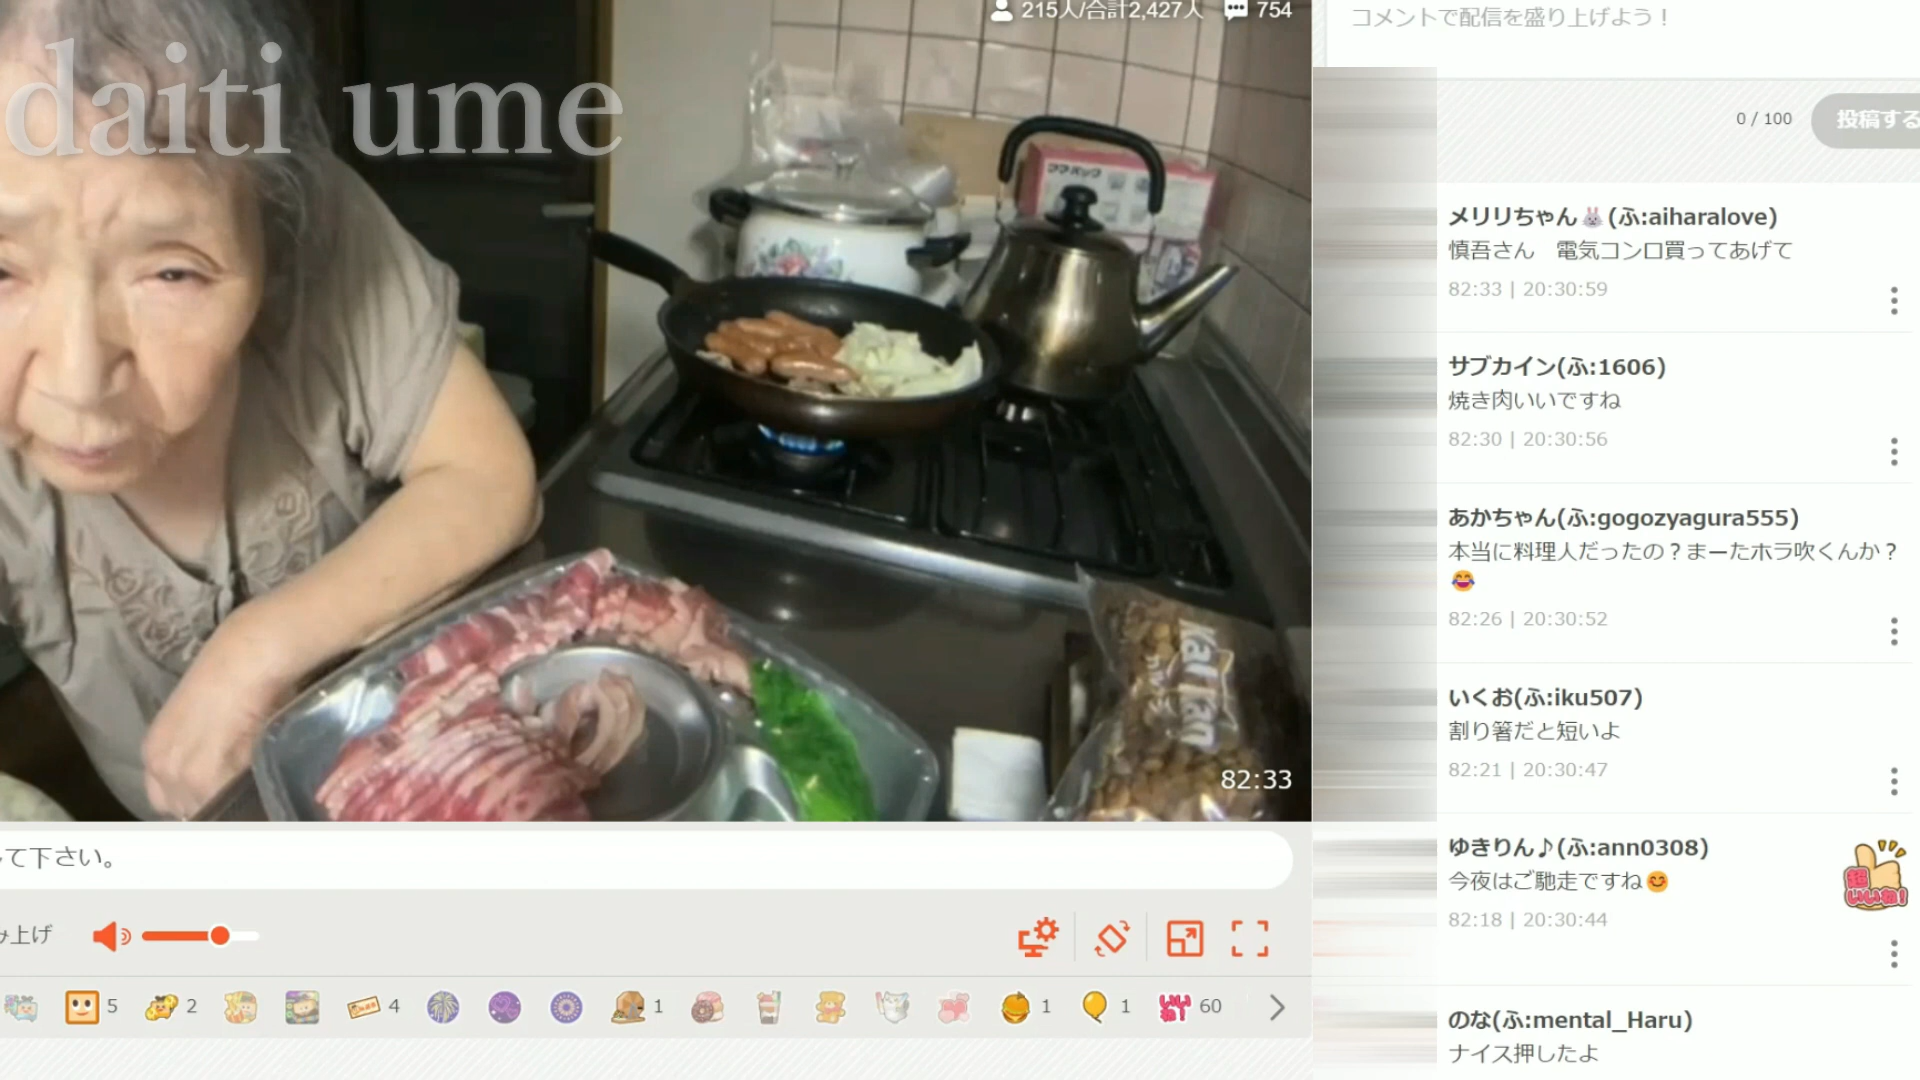 215人/合計2,427人 754
コメントで配信を盛り上げよう！
daiti ume
0 / 100
投稿する
メリリちゃん🐰(ふ:aiharalove)
慎吾さん　電気コンロ買ってあげて
82:33 | 20:30:59
サブカイン(ふ:1606)
焼き肉いいですね
82:30 | 20:30:56
あかちゃん(ふ:gogozyagura555)
本当に料理人だったの？まーたホラ吹くんか？
😂
82:26 | 20:30:52
いくお(ふ:iku507)
割り箸だと短いよ
82:21 | 20:30:47
ゆきりん♪(ふ:ann0308)
今夜はご馳走ですね😊
82:18 | 20:30:44
超
いいね!
のな(ふ:mental_Haru)
ナイス押したよ
82:33
て下さい。
み上げ
5 2 4 1 1 1 60
いいね!